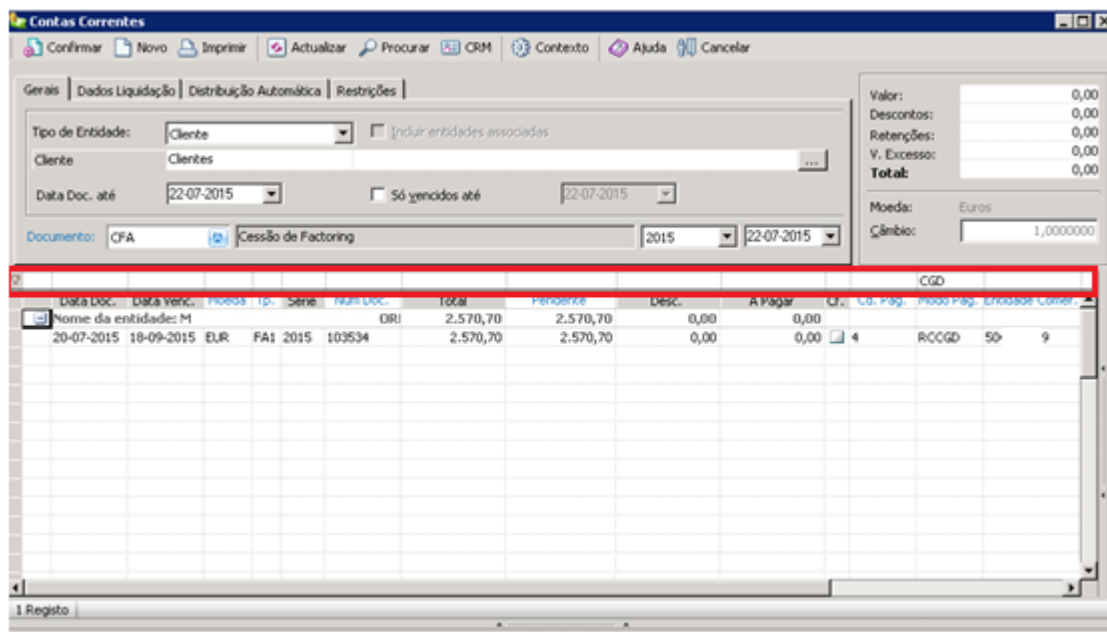 Contas Correntes
Confirmar Novo Imprimir Actualizar Procurar CRM Contexto Ajuda Cancelar
Gerais Dados Liquidação Distribuição Automática Restrições
Tipo de Entidade: Cliente Incluir entidades associadas
Cliente Clientes ...
Data Doc. até 22-07-2015 Só vencidos até 22-07-2015
Documento: CFA Cessão de Factoring 2015 22-07-2015
Valor: 0,00
Descontos: 0,00
Retenções: 0,00
V. Excesso: 0,00
Total: 0,00
Moeda: Euros
Câmbio: 1,0000000
CGD
Data Doc. Data Venc. Moeda Tp. Série Núm Doc. Total Pendente Desc. A Pagar Cf. Cd. Pag. Modo Pag. Entidade Comer.
Nome da entidade: M ORI 2.570,70 2.570,70 0,00 0,00
20-07-2015 18-09-2015 EUR FA1 2015 103534 2.570,70 2.570,70 0,00 0,00 4 RCCGD 50 9
1 Registo